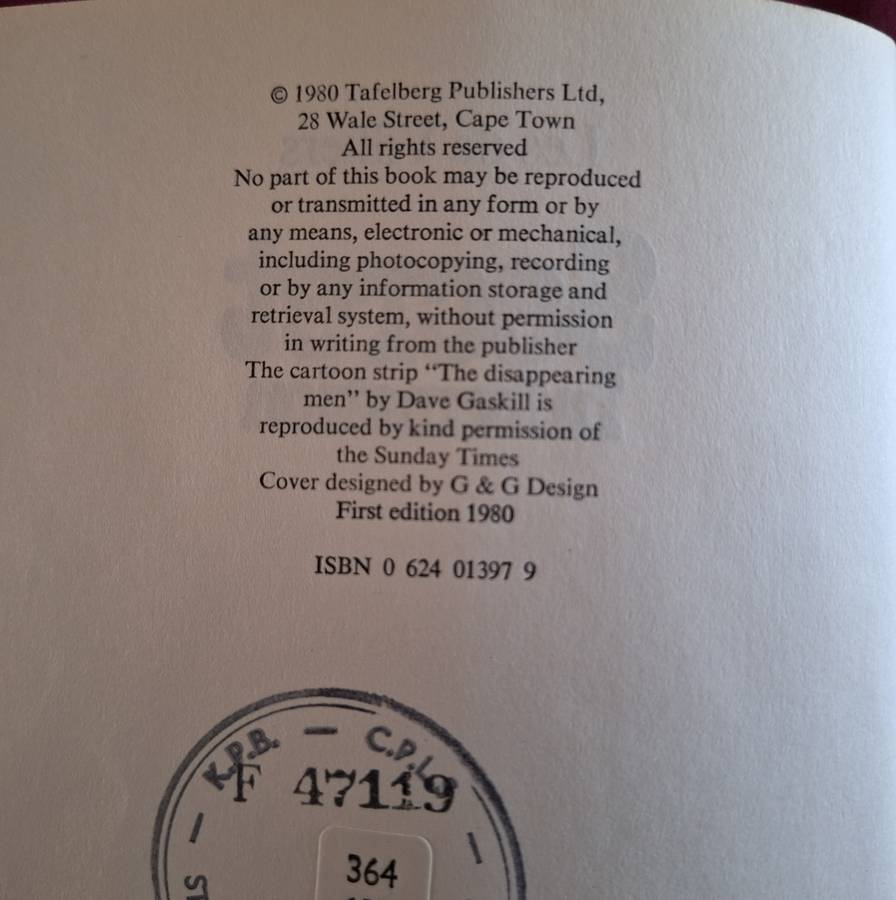 © 1980 Tafelberg Publishers Ltd,
28 Wale Street, Cape Town
All rights reserved
No part of this book may be reproduced
or transmitted in any form or by
any means, electronic or mechanical,
including photocopying, recording
or by any information storage and
retrieval system, without permission
in writing from the publisher
The cartoon strip “The disappearing
men” by Dave Gaskill is
reproduced by kind permission of
the Sunday Times
Cover designed by G & G Design
First edition 1980
ISBN 0 624 01397 9
— K.P.B. — C.P.L. —
F 47119
364